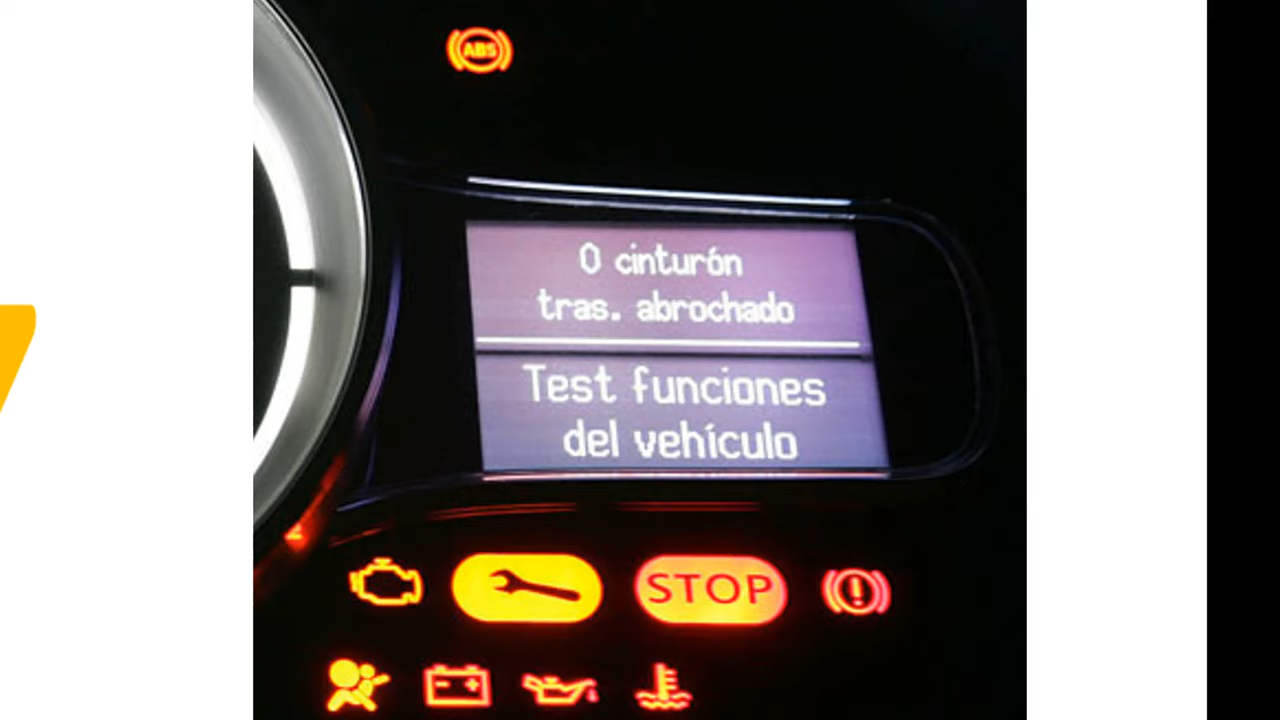 ABS
0 cinturón
tras. abrochado
Test funciones
del vehículo
STOP